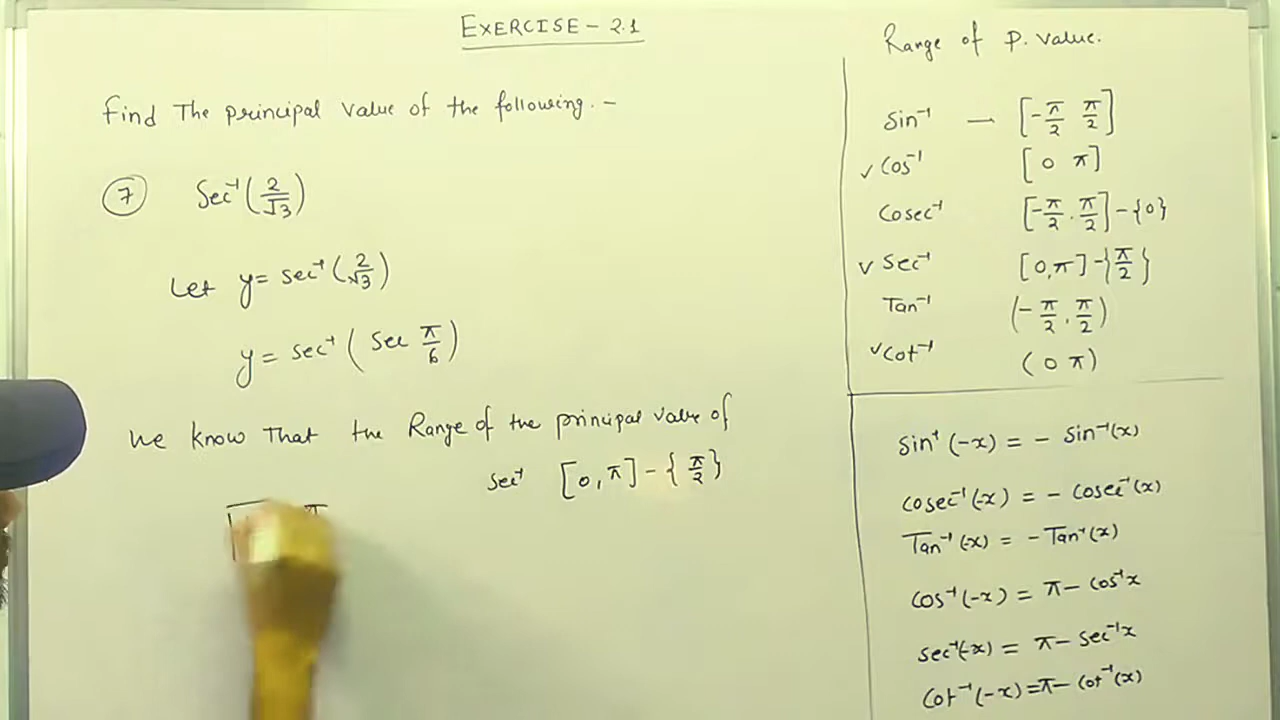 EXERCISE - 2.1
Find The principal value of the following. -
7 Sec⁻¹(2/√3)
Let y = sec⁻¹(2/√3)
y = sec⁻¹(Sec π/6)
We know That the Range of the principal value of
sec⁻¹ [0, π] - {π/2}
Range of P. value.
Sin⁻¹ — [-π/2 π/2]
✓ Cos⁻¹ [0 π]
Cosec⁻¹ [-π/2 . π/2] - {0}
✓ Sec⁻¹ [0, π] - {π/2}
Tan⁻¹ (-π/2 . π/2)
✓ Cot⁻¹ (0 π)
Sin⁻¹(-x) = - Sin⁻¹(x)
Cosec⁻¹(-x) = - Cosec⁻¹(x)
Tan⁻¹(-x) = - Tan⁻¹(x)
Cos⁻¹(-x) = π - Cos⁻¹x
sec⁻¹(-x) = π - sec⁻¹x
Cot⁻¹(-x) = π - Cot⁻¹(x)